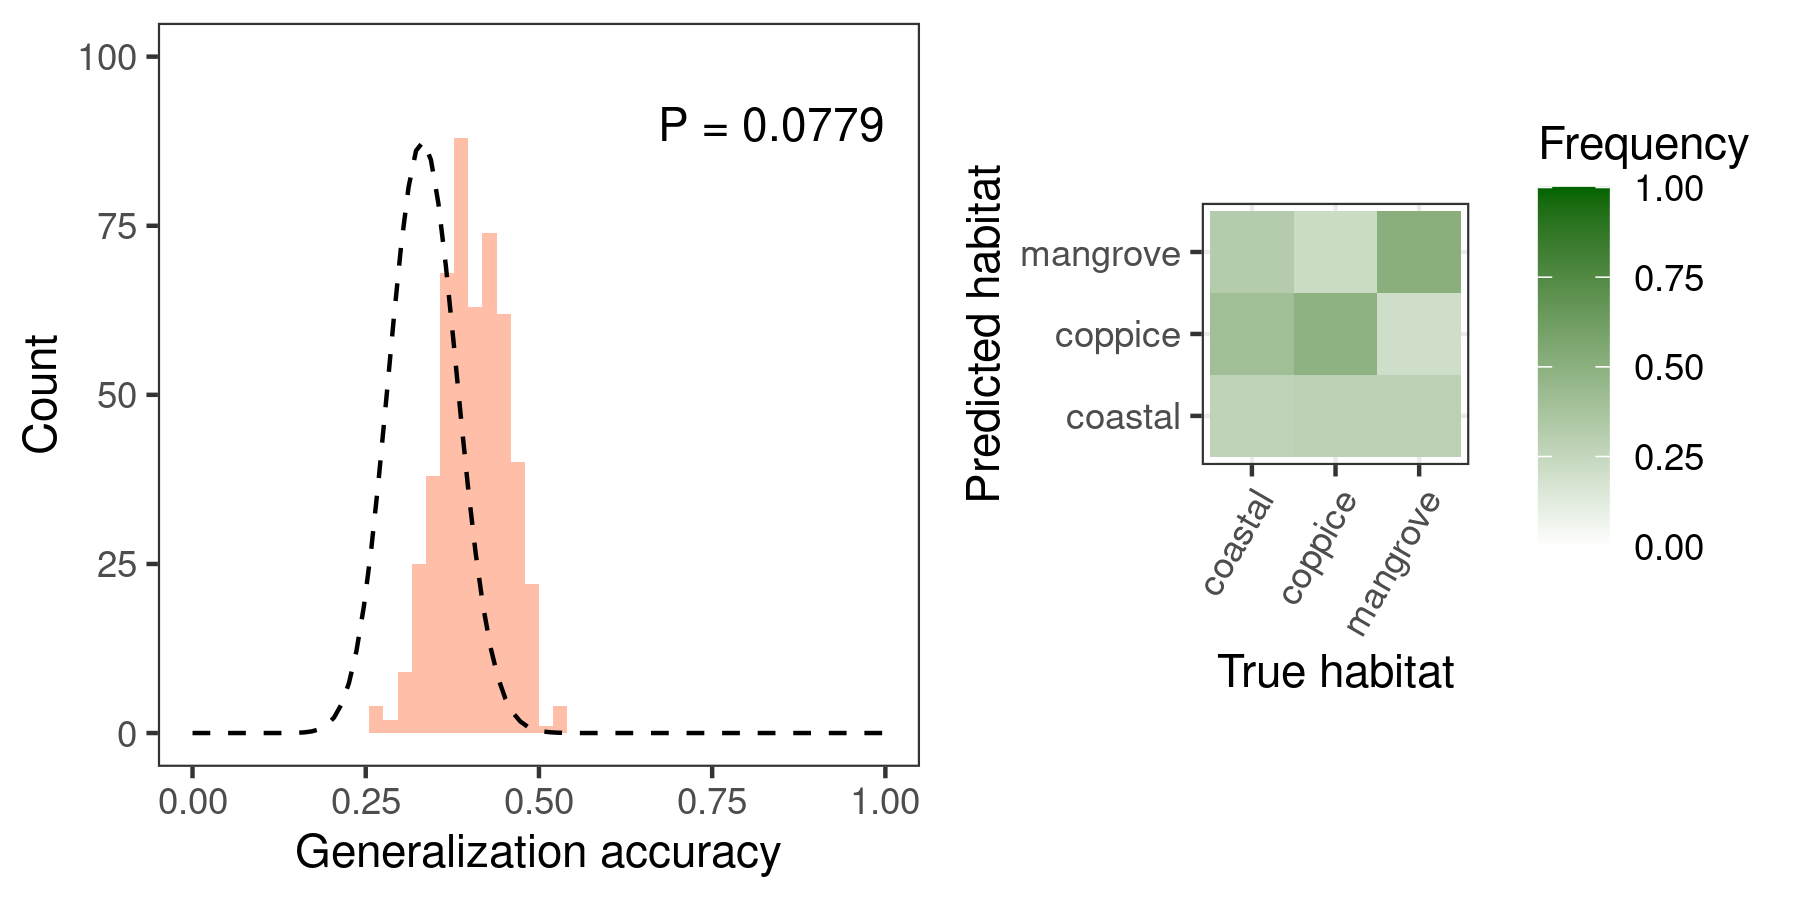 100
75
50
25
0
Count
P = 0.0779
0.00 0.25 0.50 0.75 1.00
Generalization accuracy
Predicted habitat
mangrove
coppice
coastal
coastal coppice mangrove
True habitat
Frequency
1.00
0.75
0.50
0.25
0.00